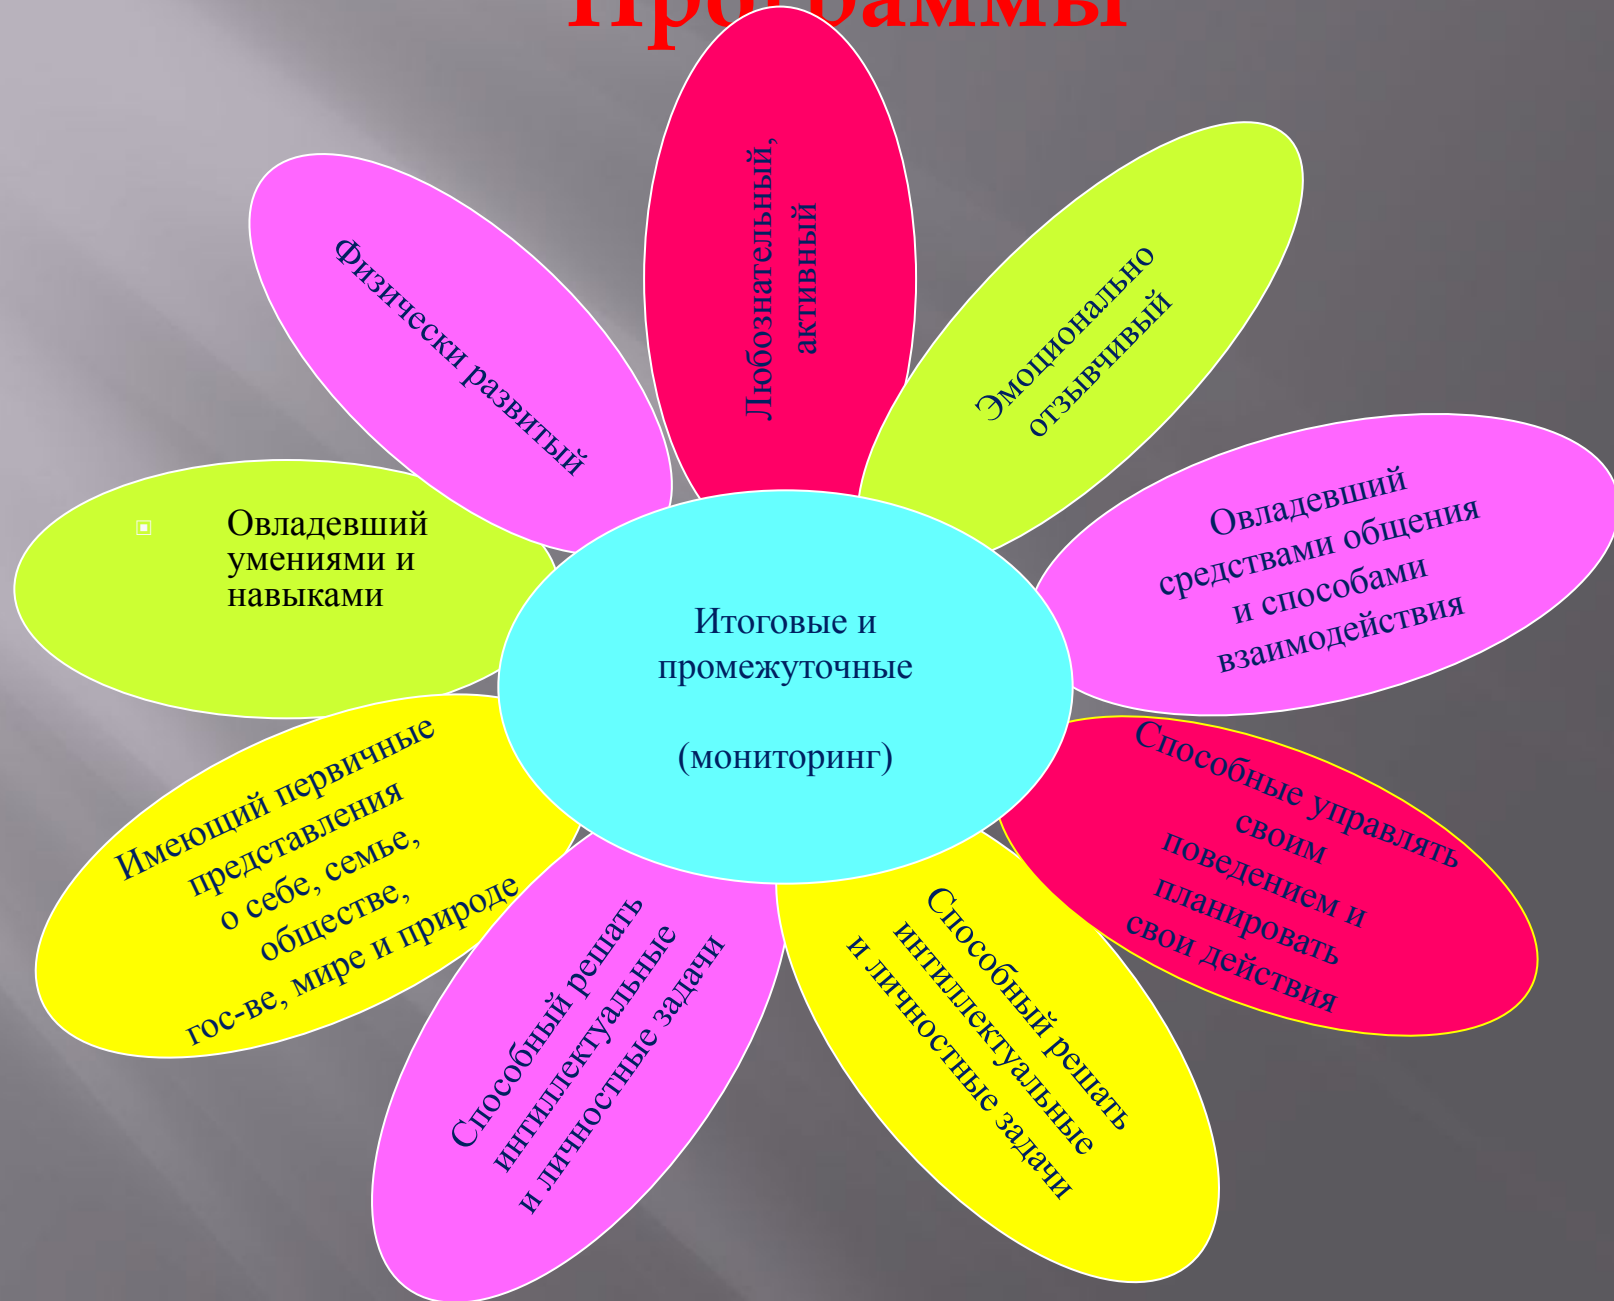 Программы
Любознательный,
активный
Эмоционально
отзывчивый
Овладевший
средствами общения
и способами
взаимодействия
Способные управлять
своим
поведением и
планировать
свои действия
Способный решать
интиллектуальные
и личностные задачи
Способный решать
интиллектуальные
и личностные задачи
Имеющий первичные
представления
о себе, семье,
обществе,
гос-ве, мире и природе
Овладевший
умениями и
навыками
Физически развитый
Итоговые и
промежуточные
(мониторинг)